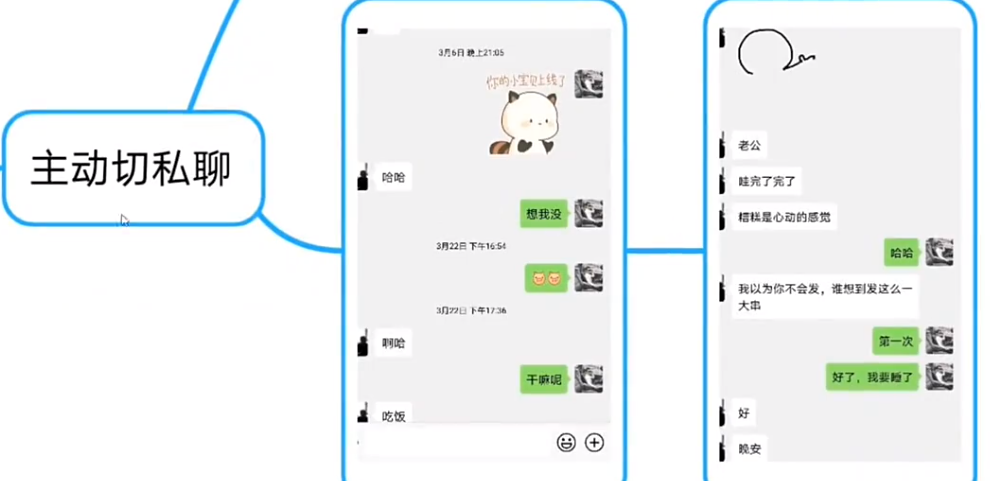 主动切私聊
3月6日 晚上21:05
你的小宝贝上线了
哈哈
想我没
3月22日 下午16:54
3月22日 下午17:36
啊哈
干嘛呢
吃饭
老公
哇完了完了
糟糕是心动的感觉
哈哈
我以为你不会发，谁想到发这么一
大串
第一次
好了，我要睡了
好
晚安